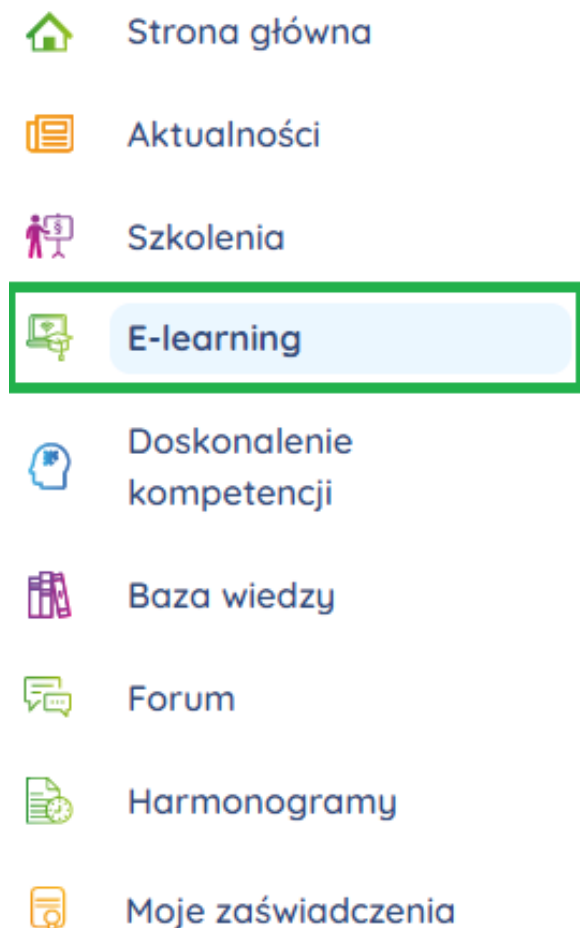 Strona główna
Aktualności
Szkolenia
E-learning
Doskonalenie
kompetencji
Baza wiedzy
Forum
Harmonogramy
Moje zaświadczenia